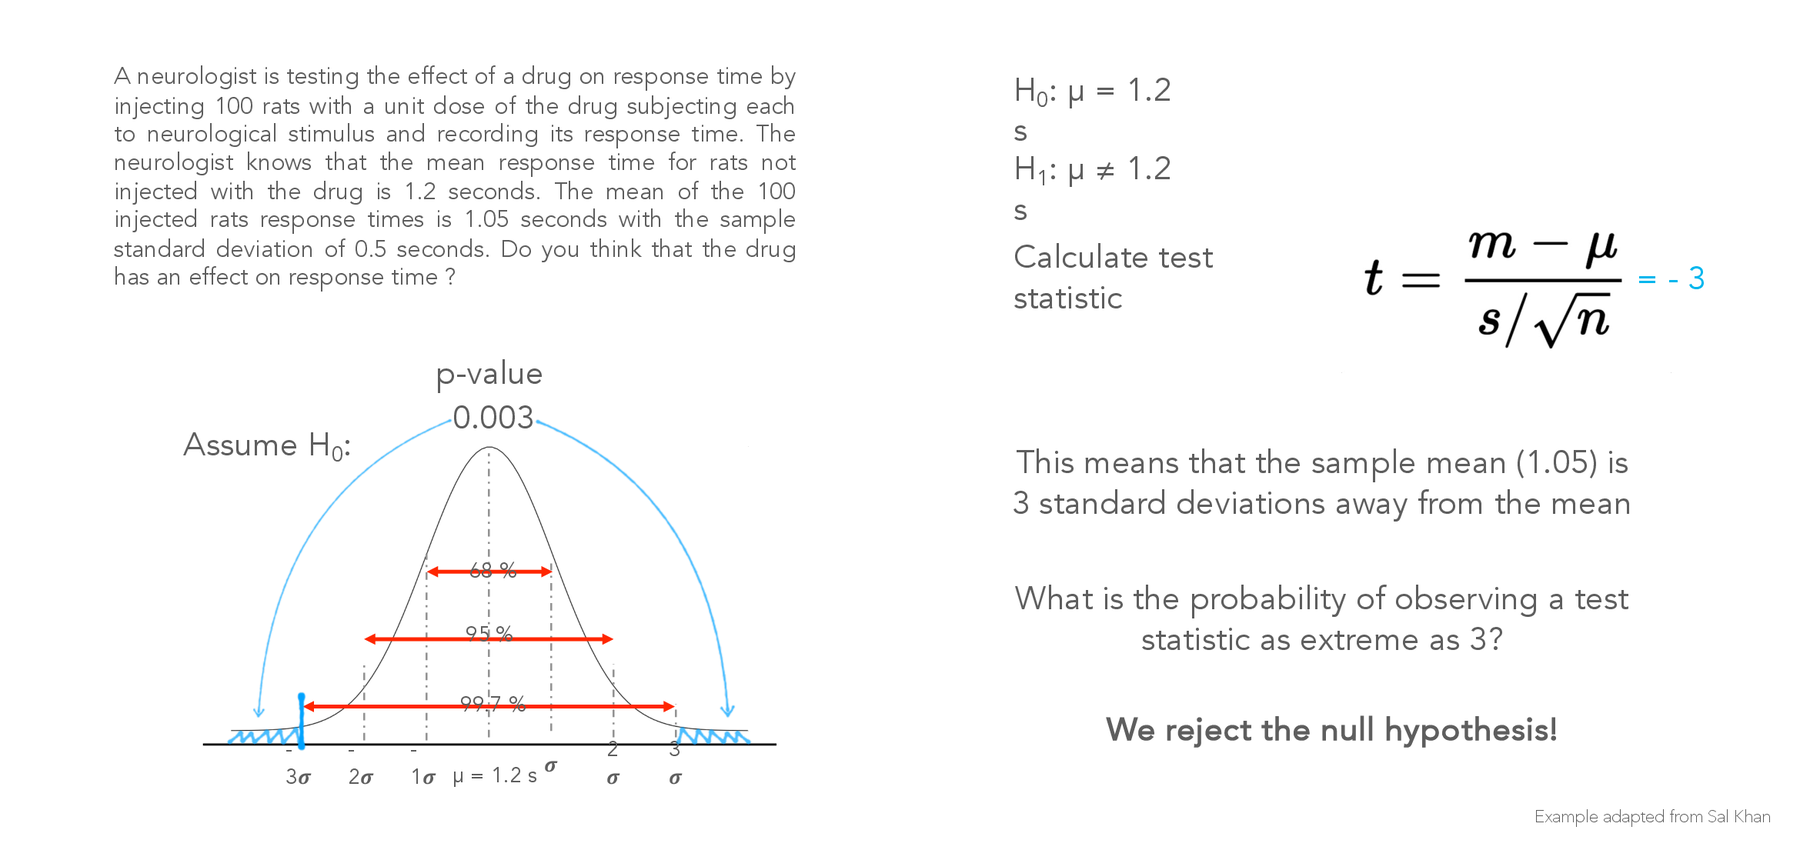 A neurologist is testing the effect of a drug on response time by
injecting 100 rats with a unit dose of the drug subjecting each
to neurological stimulus and recording its response time. The
neurologist knows that the mean response time for rats not
injected with the drug is 1.2 seconds. The mean of the 100
injected rats response times is 1.05 seconds with the sample
standard deviation of 0.5 seconds. Do you think that the drug
has an effect on response time ?
p-value
0.003
Assume H₀:
68 %
95 %
99.7 %
- - - 2 3
3σ 2σ 1σ µ = 1.2 s σ σ σ
H₀: µ = 1.2
s
H₁: µ ≠ 1.2
s
Calculate test
statistic
t = (m − µ) / (s/√n) = - 3
This means that the sample mean (1.05) is
3 standard deviations away from the mean
What is the probability of observing a test
statistic as extreme as 3?
We reject the null hypothesis!
Example adapted from Sal Khan